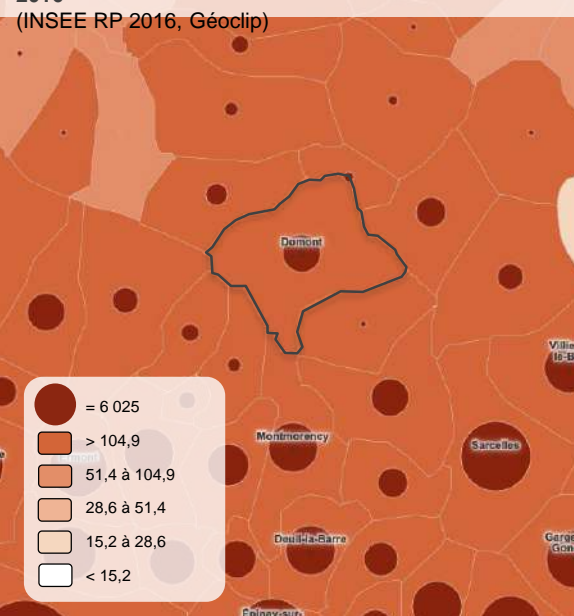 (INSEE RP 2016, Géoclip)
Domont
Montmorency
Sarcelles
Deuil-la-Barre
= 6 025
> 104,9
51,4 à 104,9
28,6 à 51,4
15,2 à 28,6
< 15,2